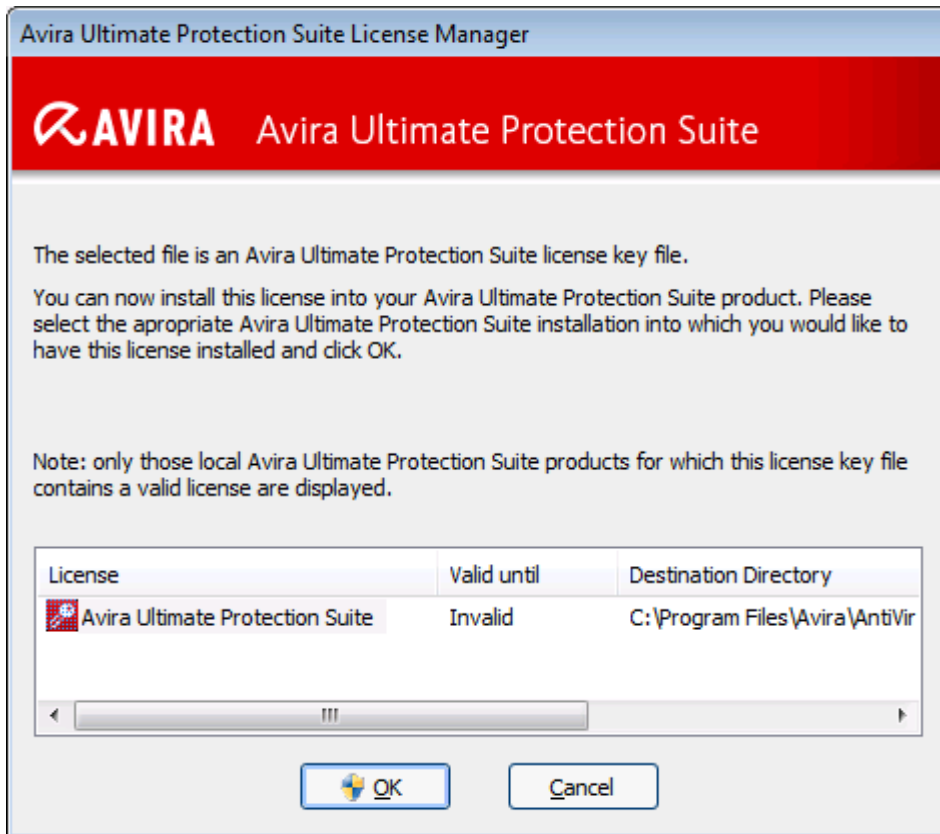 Avira Ultimate Protection Suite License Manager
AVIRA Avira Ultimate Protection Suite
The selected file is an Avira Ultimate Protection Suite license key file.
You can now install this license into your Avira Ultimate Protection Suite product. Please
select the apropriate Avira Ultimate Protection Suite installation into which you would like to
have this license installed and click OK.
Note: only those local Avira Ultimate Protection Suite products for which this license key file
contains a valid license are displayed.
License Valid until Destination Directory
Avira Ultimate Protection Suite Invalid C:\Program Files\Avira\AntiVir
OK Cancel